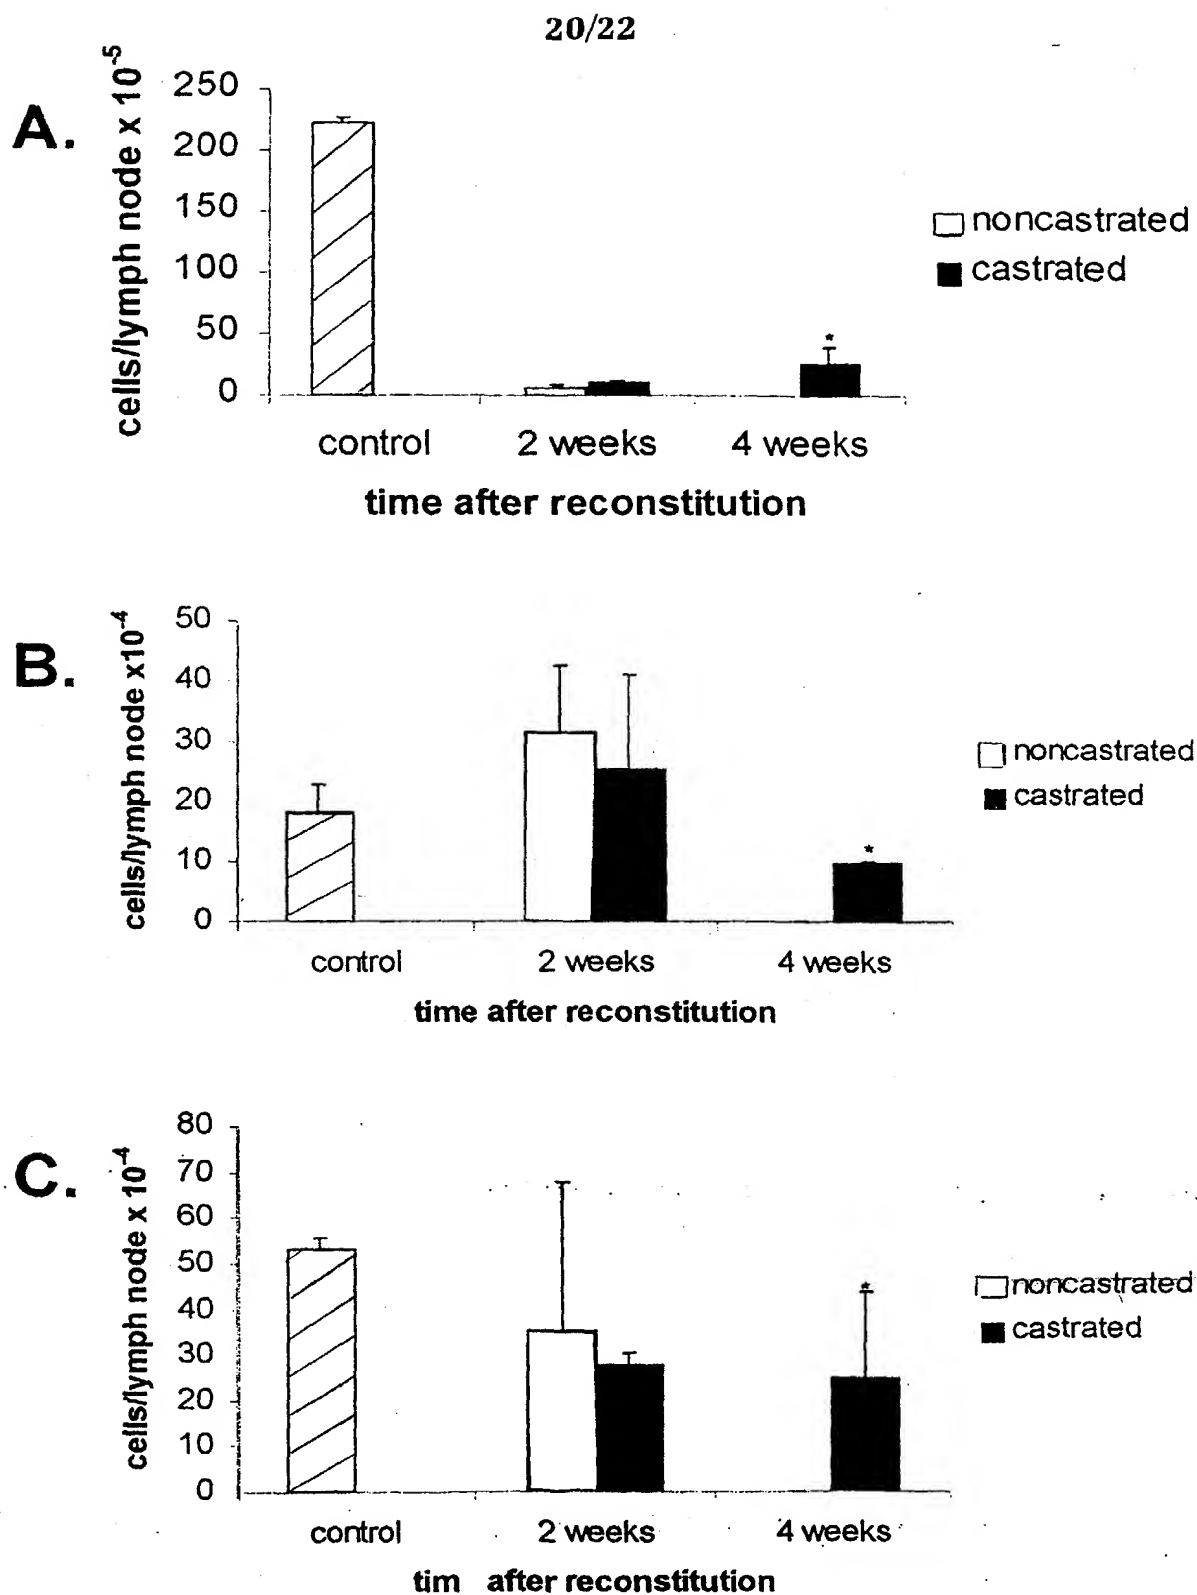 20/22
A.
cells/lymph node x 10-5
250
200
150
100
50
0
control 2 weeks 4 weeks
time after reconstitution
noncastrated
castrated
*
B.
cells/lymph node x10-4
50
40
30
20
10
0
control 2 weeks 4 weeks
time after reconstitution
noncastrated
castrated
*
C.
cells/lymph node x 10-4
80
70
60
50
40
30
20
10
0
control 2 weeks 4 weeks
tim after reconstitution
noncastrated
castrated
*